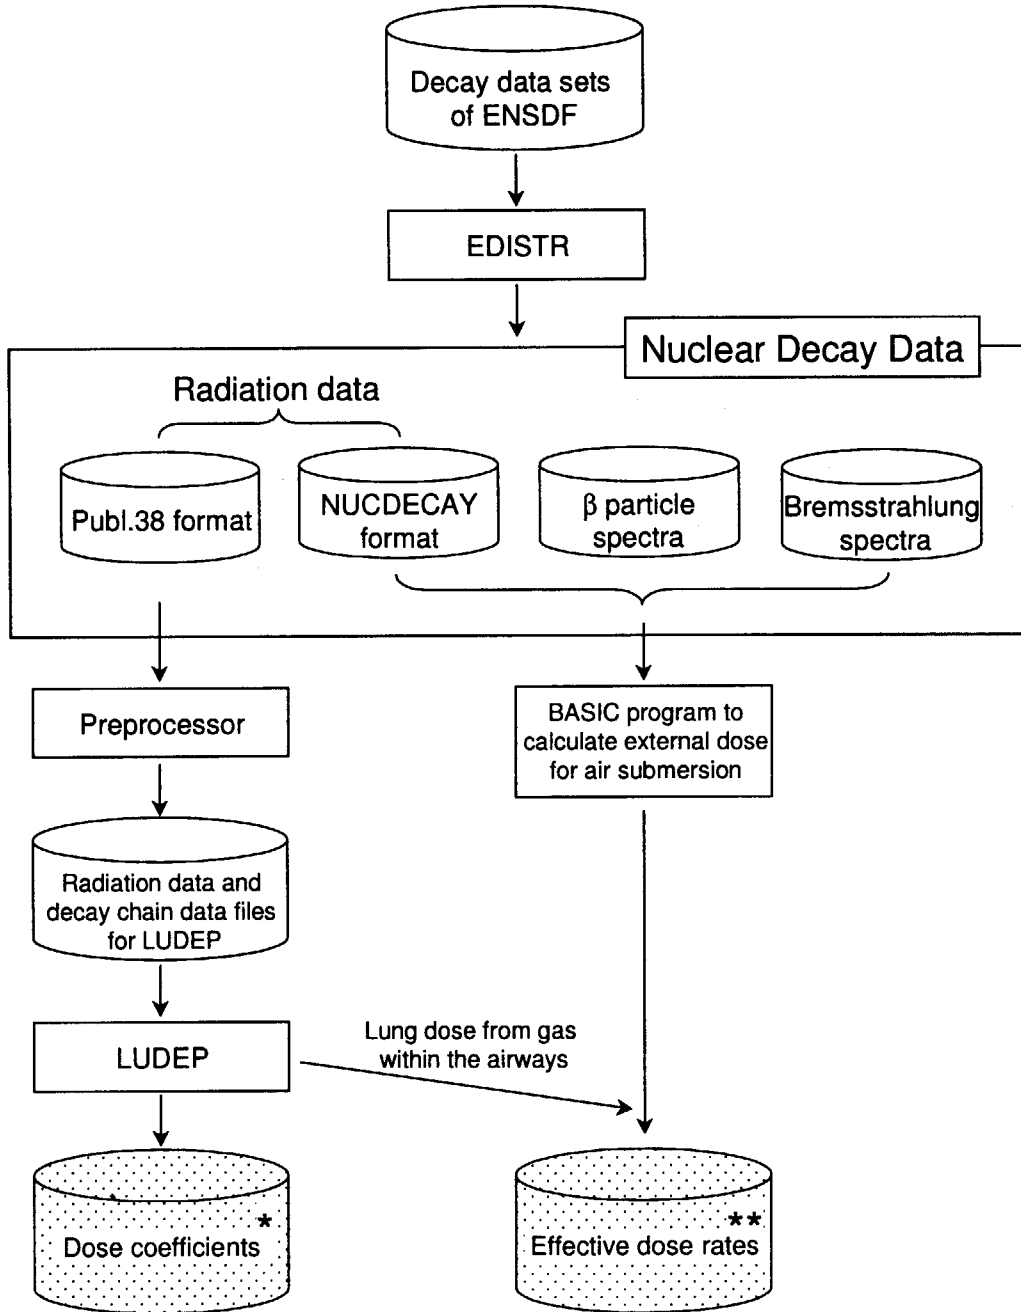 Decay data sets
of ENSDF
EDISTR
Nuclear Decay Data
Radiation data
Publ.38 format
NUCDECAY
format
β particle
spectra
Bremsstrahlung
spectra
Preprocessor
BASIC program to
calculate external dose
for air submersion
Radiation data and
decay chain data files
for LUDEP
LUDEP
Lung dose from gas
within the airways
Dose coefficients*
Effective dose rates**